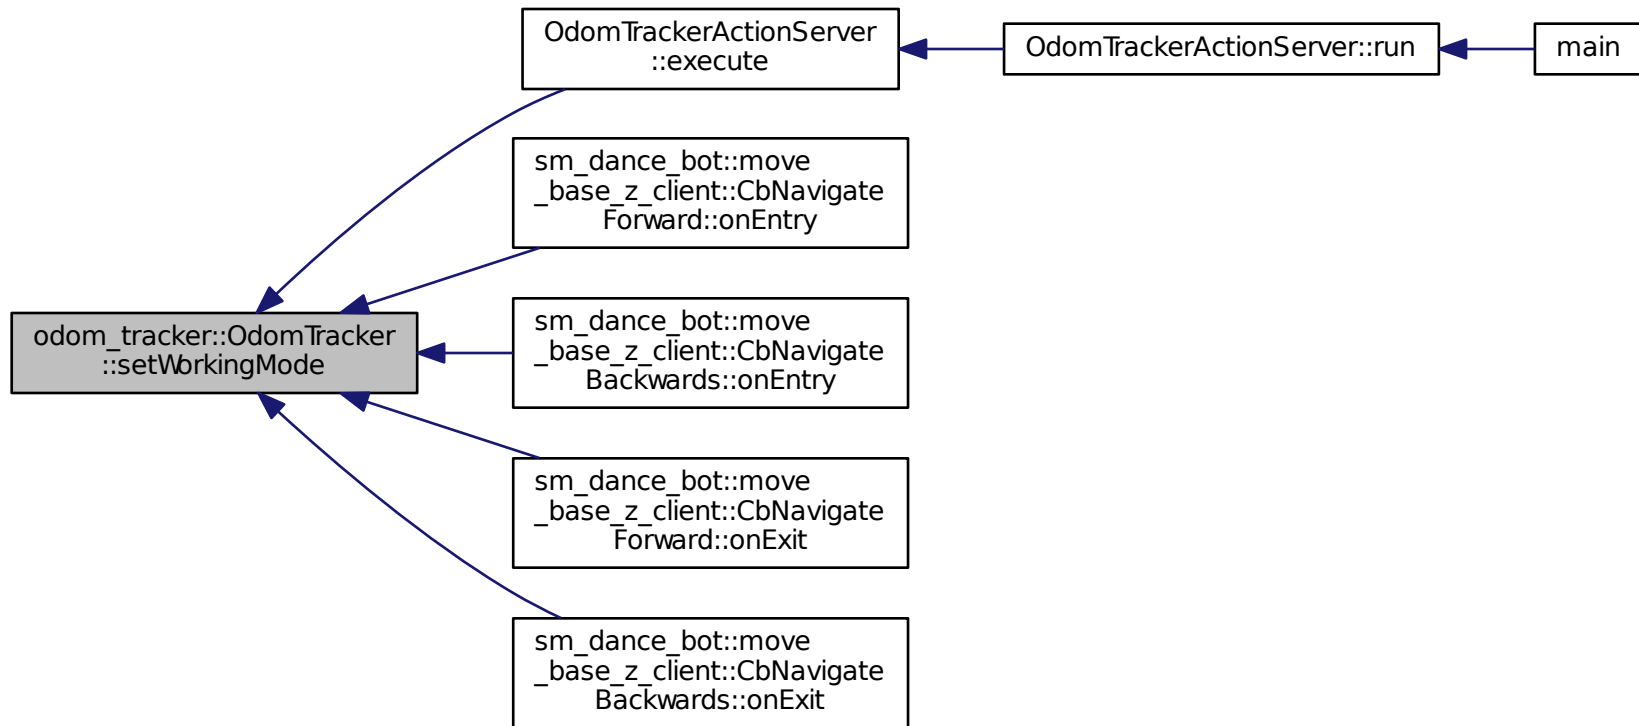 OdomTrackerActionServer
::execute
OdomTrackerActionServer::run
main
sm_dance_bot::move
_base_z_client::CbNavigate
Forward::onEntry
odom_tracker::OdomTracker
::setWorkingMode
sm_dance_bot::move
_base_z_client::CbNavigate
Backwards::onEntry
sm_dance_bot::move
_base_z_client::CbNavigate
Forward::onExit
sm_dance_bot::move
_base_z_client::CbNavigate
Backwards::onExit